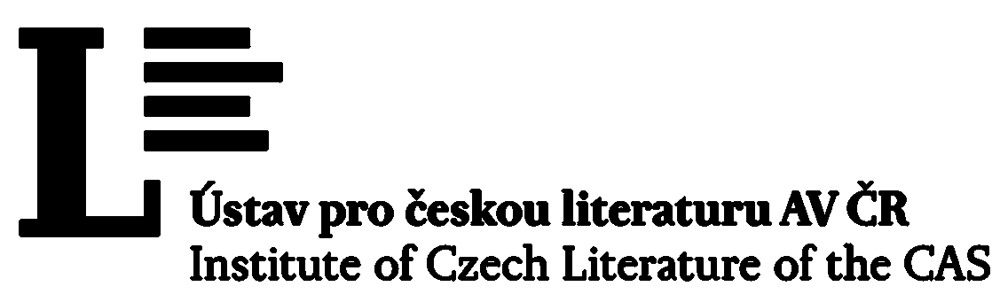 L
Ústav pro českou literaturu AV ČR
Institute of Czech Literature of the CAS